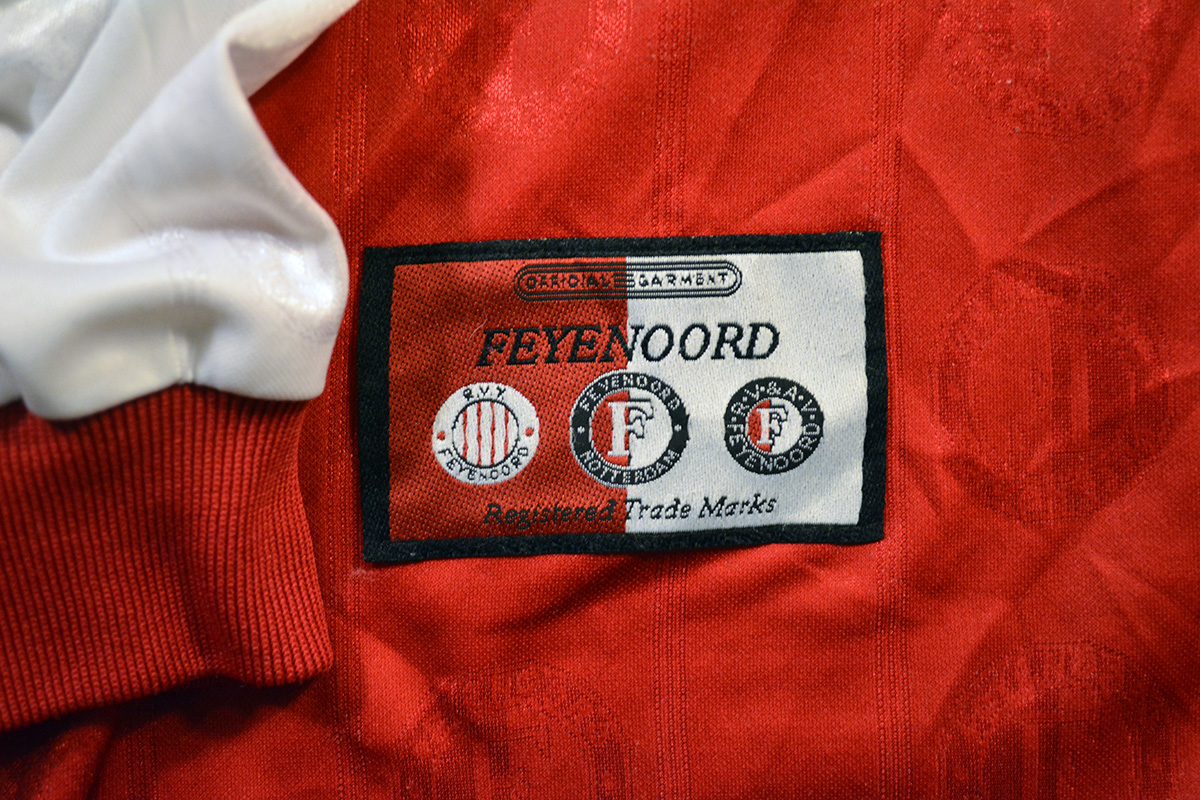 OFFICIAL GARMENT
FEYENOORD
R.V.V
FEYENOORD
FEYENOORD
ROTTERDAM
F
R·V·&·A·V·
FEYENOORD
F
Registered Trade Marks